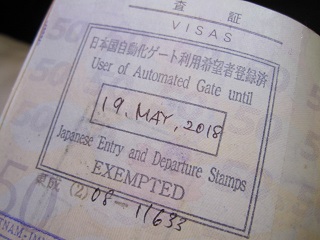 査証
VISAS
日本国自動化ゲート利用希望者登録済
User of Automated Gate until
19. MAY, 2018
Japanese Entry and Departure Stamps
EXEMPTED
(2) 08-11633